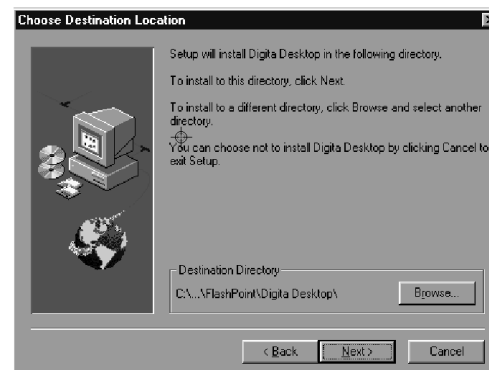 Choose Destination Location
Setup will install Digita Desktop in the following directory.
To install to this directory, click Next.
To install to a different directory, click Browse and select another
directory.
You can choose not to install Digita Desktop by clicking Cancel to
exit Setup.
Destination Directory
C:\...\FlashPoint\Digita Desktop\
Browse...
< Back
Next >
Cancel